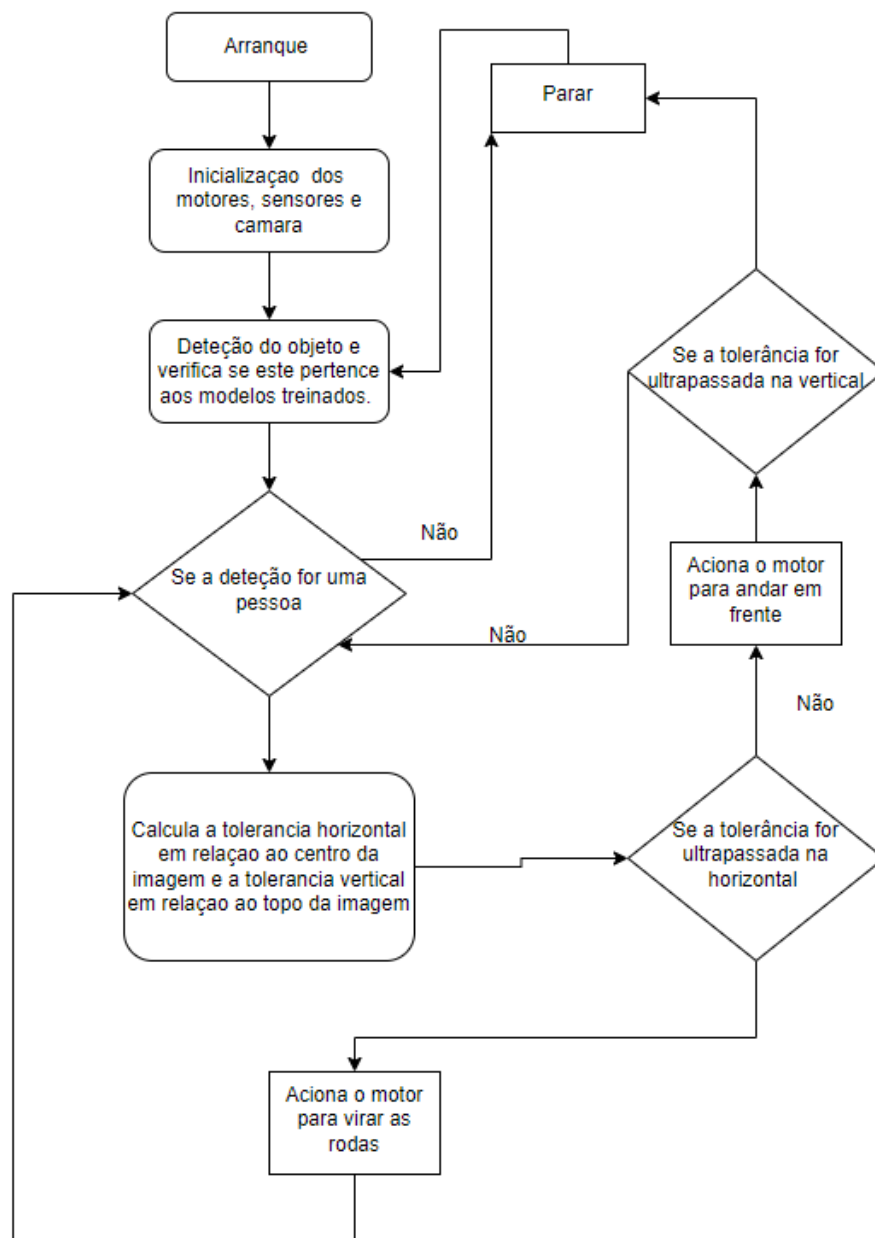 Arranque
Parar
Inicializaçao dos
motores, sensores e
camara
Deteção do objeto e
verifica se este pertence
aos modelos treinados.
Se a tolerância for
ultrapassada na vertical
Não
Se a deteção for uma
pessoa
Aciona o motor
para andar em
frente
Não
Não
Calcula a tolerancia horizontal
em relaçao ao centro da
imagem e a tolerancia vertical
em relaçao ao topo da imagem
Se a tolerância for
ultrapassada na
horizontal
Aciona o motor
para virar as
rodas